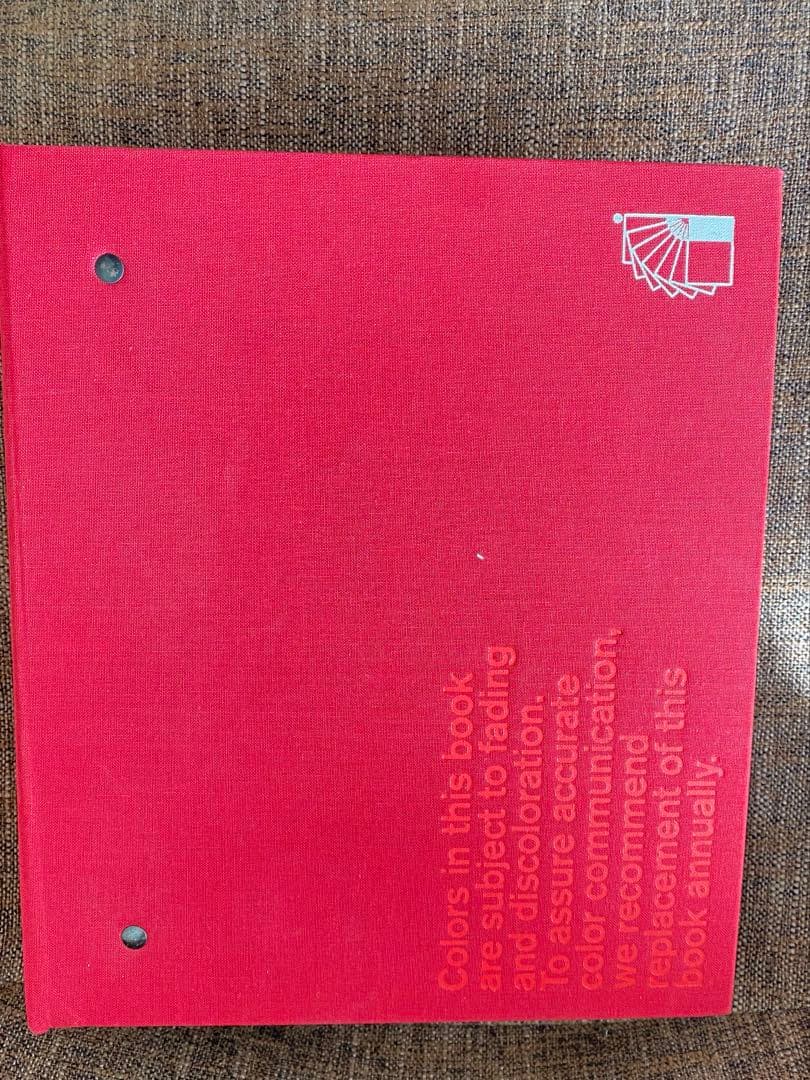 Colors in this book
are subject to fading
and discoloration.
To assure accurate
color communication,
we recommend
replacement of this
book annually.
®